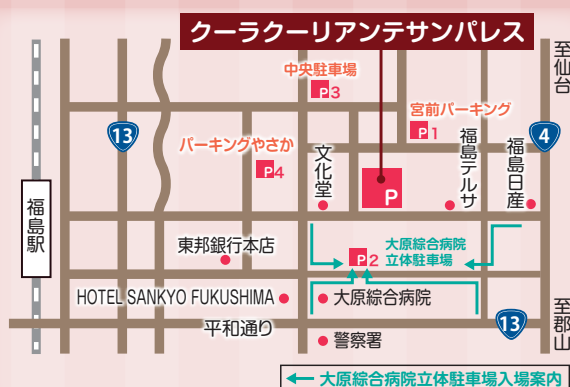 クーラクーリアンテサンパレス
至仙台
中央駐車場
P3
宮前パーキング
P1
13
4
パーキングやさか
P4
文化堂
P
福島テルサ
福島日産
福島駅
東邦銀行本店
P2
大原綜合病院
立体駐車場
HOTEL SANKYO FUKUSHIMA
大原綜合病院
至郡山
13
平和通り
警察署
← 大原綜合病院立体駐車場入場案内